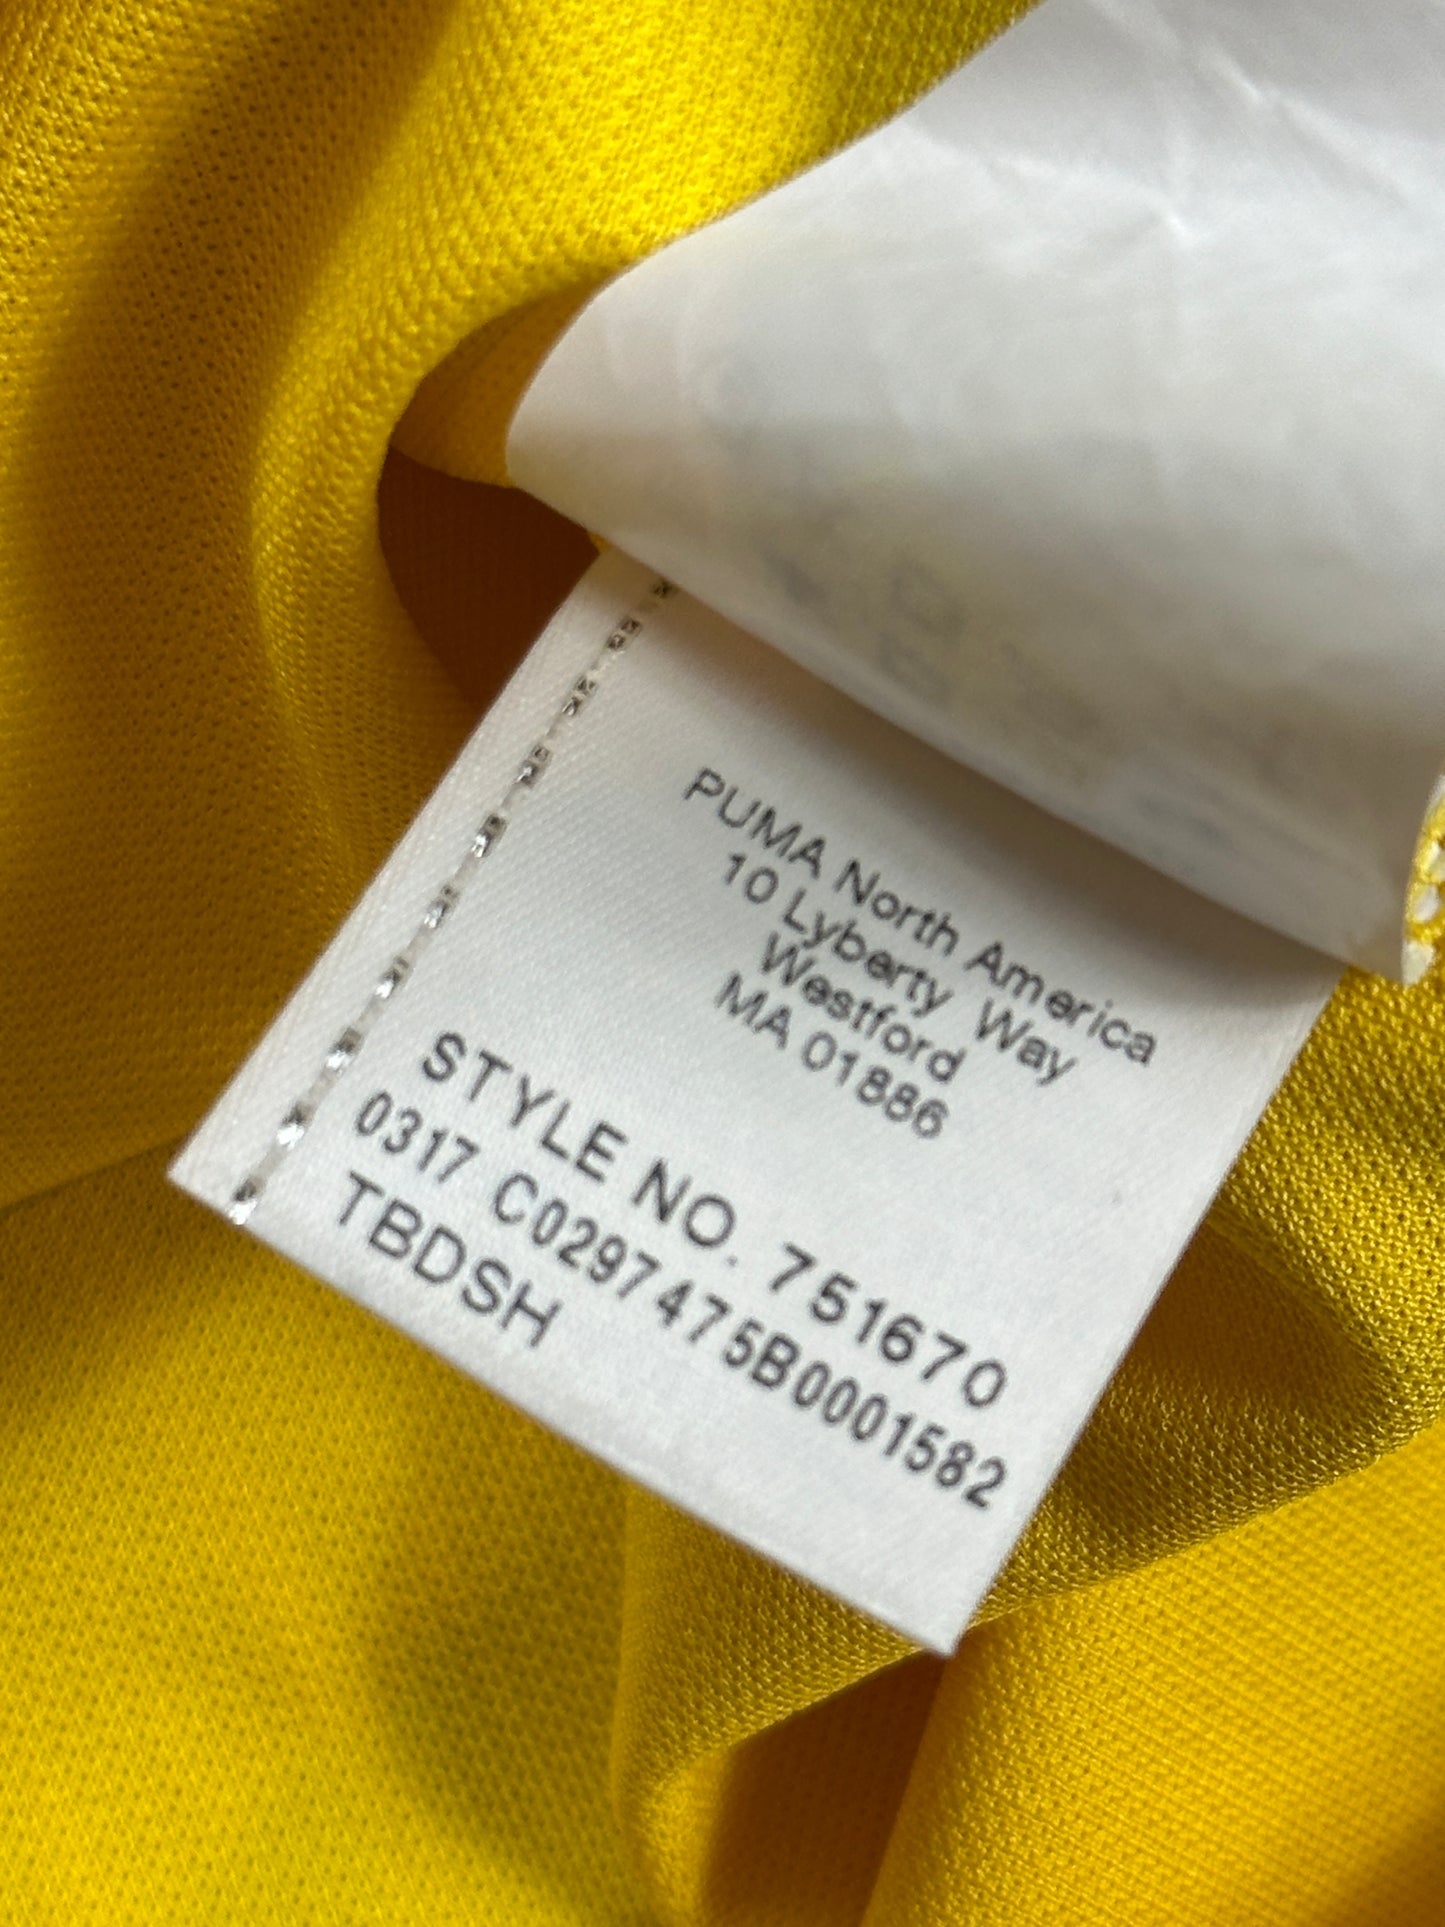 PUMA North America
10 Lyberty Way
Westford
MA 01886
STYLE NO. 751670
0317 C0297475B0001582
TBDSH